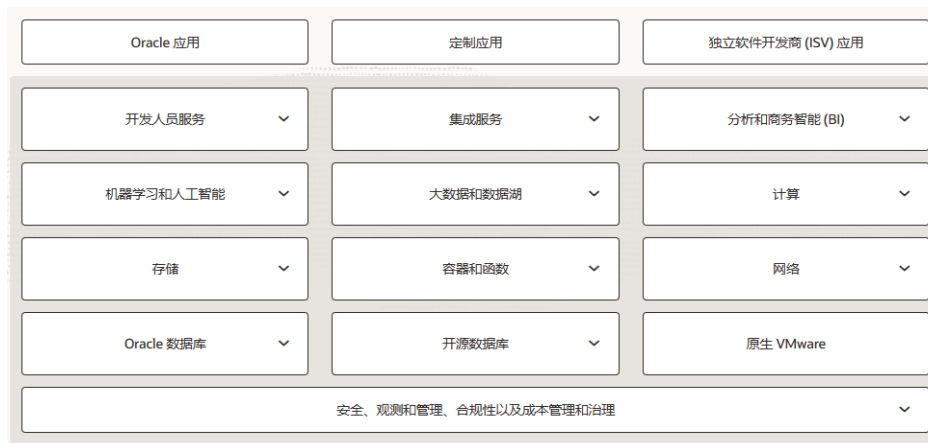 Oracle 应用
定制应用
独立软件开发商 (ISV) 应用
开发人员服务
集成服务
分析和商务智能 (BI)
机器学习和人工智能
大数据和数据湖
计算
存储
容器和函数
网络
Oracle 数据库
开源数据库
原生 VMware
安全、观测和管理、合规性以及成本管理和治理